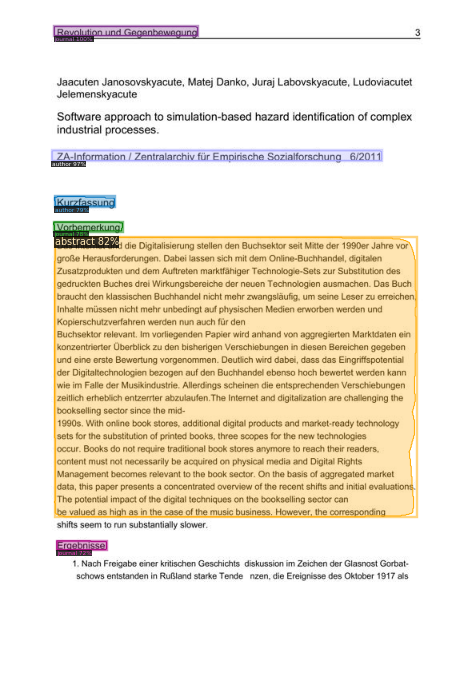 Revolution und Gegenbewegung 3
journal 100%
Jaacuten Janosovskyacute, Matej Danko, Juraj Labovskyacute, Ludoviacutet
Jelemenskyacute
Software approach to simulation-based hazard identification of complex
industrial processes.
ZA-Information / Zentralarchiv für Empirische Sozialforschung 6/2011
author 97%
Kurzfassung
author 79%
Vorbemerkung/
abstract 82%
die Digitalisierung stellen den Buchsektor seit Mitte der 1990er Jahre vor
große Herausforderungen. Dabei lassen sich mit dem Online-Buchhandel, digitalen
Zusatzprodukten und dem Auftreten marktfähiger Technologie-Sets zur Substitution des
gedruckten Buches drei Wirkungsbereiche der neuen Technologien ausmachen. Das Buch
braucht den klassischen Buchhandel nicht mehr zwangsläufig, um seine Leser zu erreichen,
Inhalte müssen nicht mehr unbedingt auf physischen Medien erworben werden und
Kopierschutzverfahren werden nun auch für den
Buchsektor relevant. Im vorliegenden Papier wird anhand von aggregierten Marktdaten ein
konzentrierter Überblick zu den bisherigen Verschiebungen in diesen Bereichen gegeben
und eine erste Bewertung vorgenommen. Deutlich wird dabei, dass das Eingriffspotential
der Digitaltechnologien bezogen auf den Buchhandel ebenso hoch bewertet werden kann
wie im Falle der Musikindustrie. Allerdings scheinen die entsprechenden Verschiebungen
zeitlich erheblich entzerrter abzulaufen.The Internet and digitalization are challenging the
bookselling sector since the mid-
1990s. With online book stores, additional digital products and market-ready technology
sets for the substitution of printed books, three scopes for the new technologies
occur. Books do not require traditional book stores anymore to reach their readers,
content must not necessarily be acquired on physical media and Digital Rights
Management becomes relevant to the book sector. On the basis of aggregated market
data, this paper presents a concentrated overview of the recent shifts and initial evaluations.
The potential impact of the digital techniques on the bookselling sector can
be valued as high as in the case of the music business. However, the corresponding
shifts seem to run substantially slower.
Ergebnisse
journal 72%
1. Nach Freigabe einer kritischen Geschichts diskussion im Zeichen der Glasnost Gorbat-
schows entstanden in Rußland starke Tende nzen, die Ereignisse des Oktober 1917 als